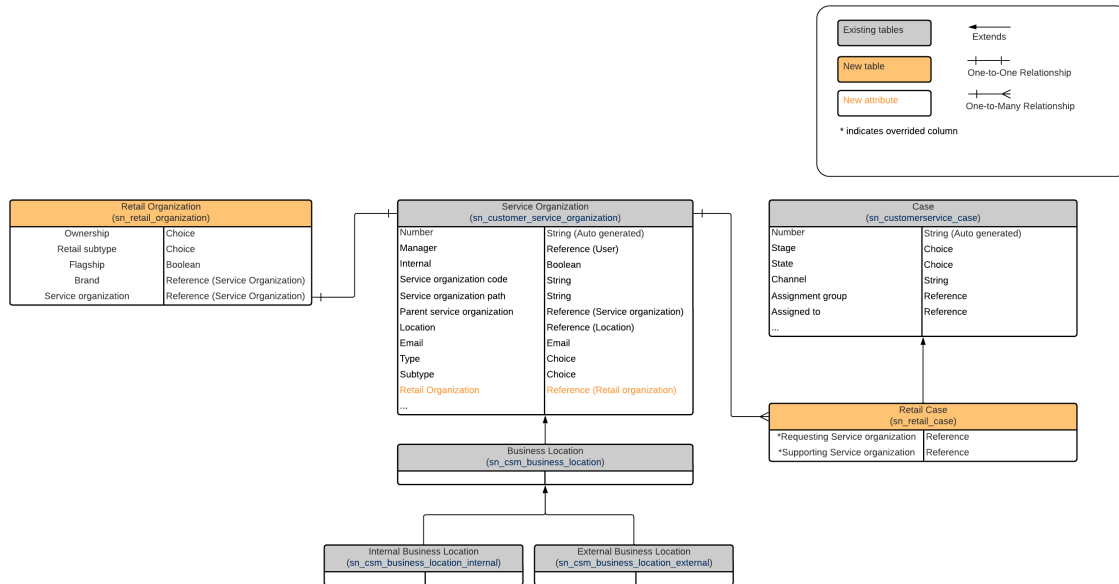 Existing tables
Extends
New table
One-to-One Relationship
New attribute
One-to-Many Relationship
* indicates overrided column
Retail Organization
(sn_retail_organization)
Ownership Choice
Retail subtype Choice
Flagship Boolean
Brand Reference (Service Organization)
Service organization Reference (Service Organization)
Service Organization
(sn_customer_service_organization)
Number String (Auto generated)
Manager Reference (User)
Internal Boolean
Service organization code String
Service organization path String
Parent service organization Reference (Service organization)
Location Reference (Location)
Email Email
Type Choice
Subtype Choice
Retail Organization Reference (Retail organization)
...
Case
(sn_customerservice_case)
Number String (Auto generated)
Stage Choice
State Choice
Channel String
Assignment group Reference
Assigned to Reference
...
Retail Case
(sn_retail_case)
*Requesting Service organization Reference
*Supporting Service organization Reference
Business Location
(sn_csm_business_location)
Internal Business Location
(sn_csm_business_location_internal)
External Business Location
(sn_csm_business_location_external)